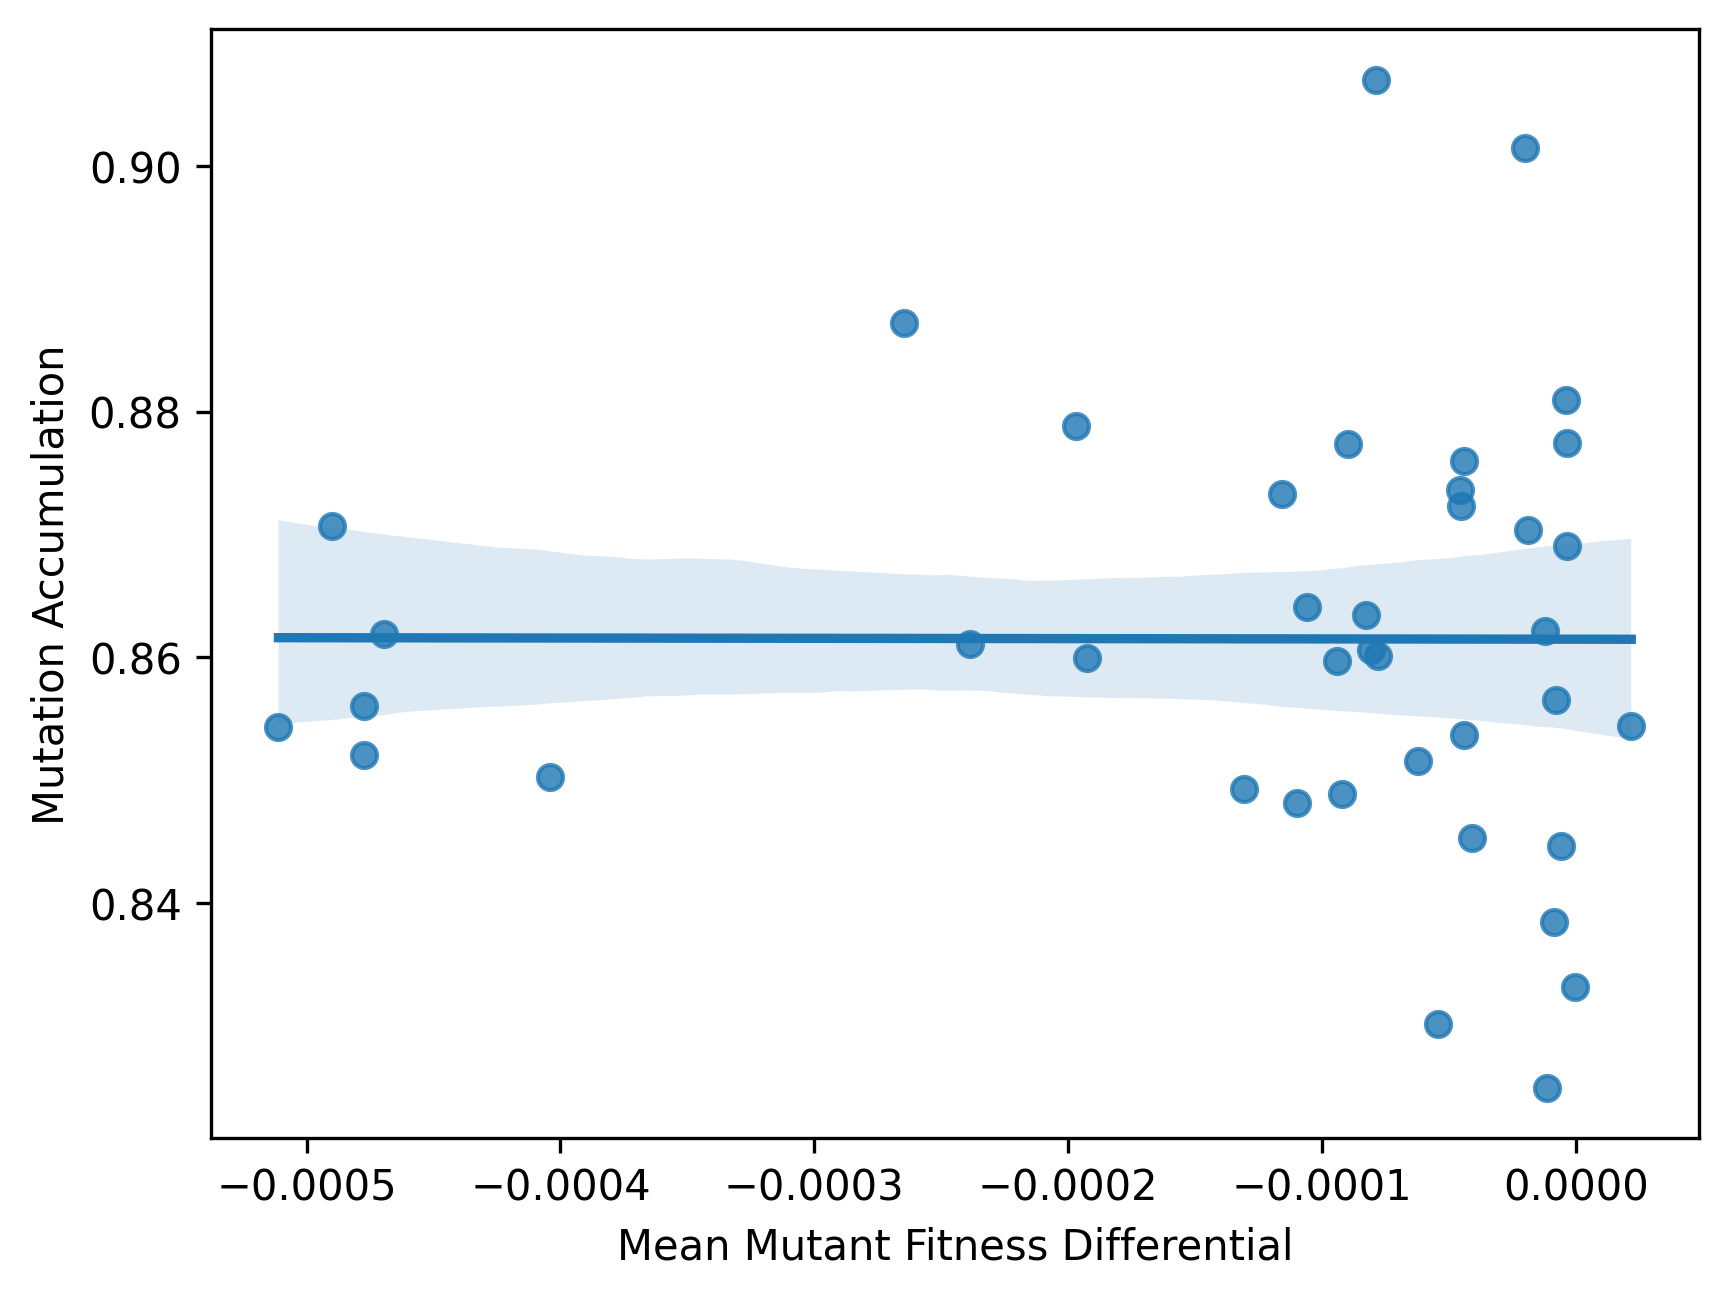 0.90
0.88
0.86
0.84
Mutation Accumulation
−0.0005 −0.0004 −0.0003 −0.0002 −0.0001 0.0000
Mean Mutant Fitness Differential